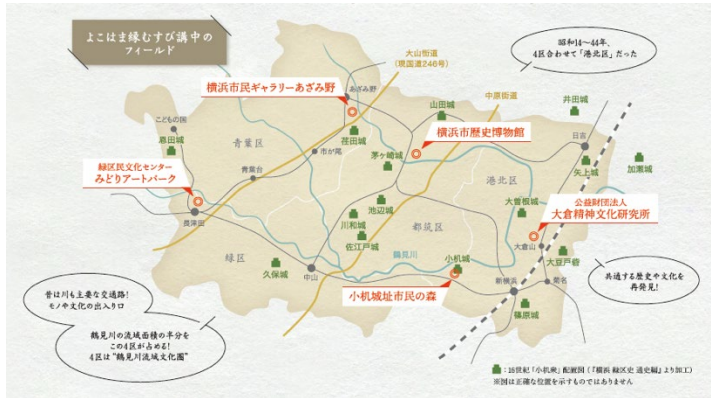 よこはま縁むすび講中の
フィールド
大山街道
(現国道246号)
昭和14~44年、
4区合わせて「港北区」だった
横浜市民ギャラリーあざみ野
あざみ野
中原街道
井田城
山田城
こどもの国
恩田城
青葉区
荏田城
横浜市歴史博物館
日吉
市が尾
茅ヶ崎城
矢上城
加瀬城
緑区民文化センター
みどりアートパーク
青葉台
港北区
長津田
池辺城
大曽根城
公益財団法人
大倉精神文化研究所
川和城
都筑区
佐江戸城
大倉山
緑区
鶴見川
小机城
大豆戸砦
久保城
中山
小机城址市民の森
新横浜
菊名
共通する歴史や文化を
再発見!
昔は川も主要な交通路!
モノや文化の出入り口
篠原城
鶴見川の流域面積の半分を
この4区が占める!
4区は"鶴見川流域文化圏"
:16世紀「小机衆」配置図(『横浜 緑区史 通史編』より加工)
※図は正確な位置を示すものではありません